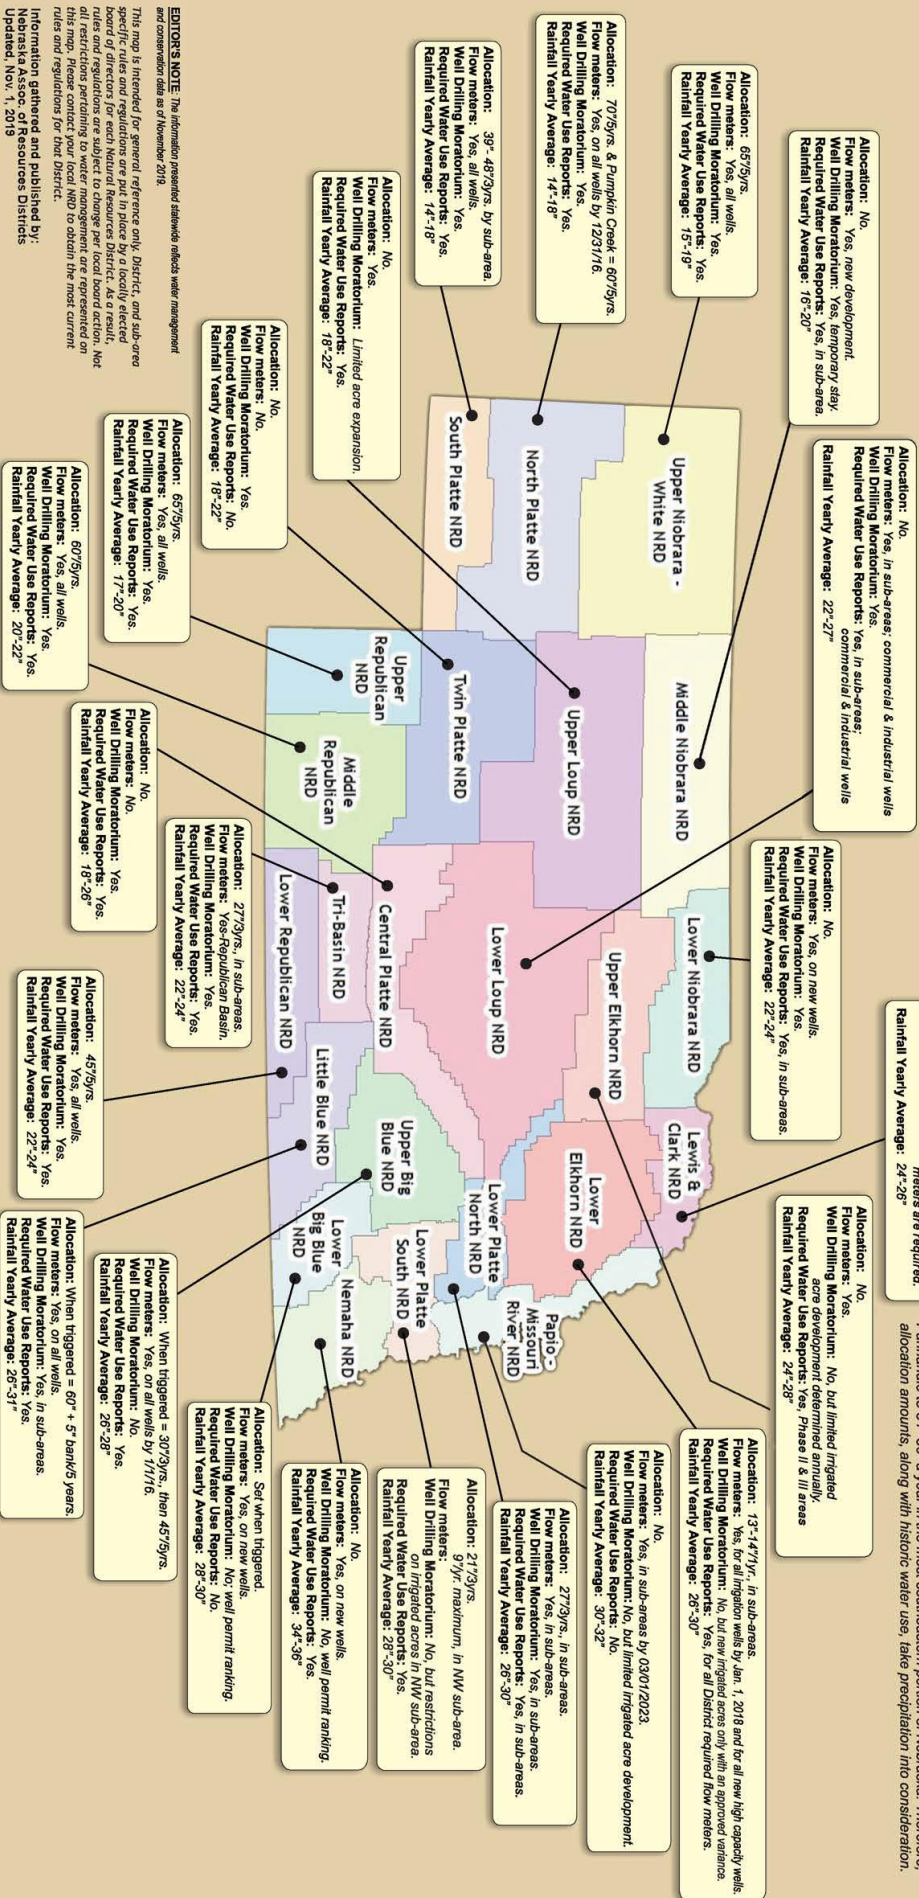 meters are required.
Rainfall Yearly Average: 24"-26"
allocation amounts, along with historic water use, take precipitation into consideration.
Allocation: No.
Flow meters: Yes, in sub-areas; commercial & industrial wells
Well Drilling Moratorium: Yes.
Required Water Use Reports: Yes, in sub-areas;
commercial & industrial wells
Rainfall Yearly Average: 22"-27"
Allocation: No.
Flow meters: Yes, new development.
Well Drilling Moratorium: Yes, temporary stay.
Required Water Use Reports: Yes, in sub-area.
Rainfall Yearly Average: 16"-20"
Allocation: No.
Flow meters: Yes, on new wells.
Well Drilling Moratorium: Yes.
Required Water Use Reports: Yes, in sub-areas.
Rainfall Yearly Average: 22"-24"
Allocation: No.
Flow meters: Yes.
Well Drilling Moratorium: No, but limited irrigated
acre development determined annually.
Required Water Use Reports: Yes, Phase II & III areas
Rainfall Yearly Average: 24"-28"
Allocation: 65"/5yrs.
Flow meters: Yes, all wells.
Well Drilling Moratorium: Yes.
Required Water Use Reports: Yes.
Rainfall Yearly Average: 15"-19"
Allocation: 13"-14"/1yr., in sub-areas.
Flow meters: Yes, for all irrigation wells by Jan. 1, 2018 and for all new high capacity wells.
Well Drilling Moratorium: No, but new irrigated acres only with an approved variance.
Required Water Use Reports: Yes, for all District required flow meters.
Rainfall Yearly Average: 26"-30"
Allocation: 70"/5yrs. & Pumpkin Creek = 60"/5yrs.
Flow meters: Yes, on all wells by 12/31/16.
Well Drilling Moratorium: Yes.
Required Water Use Reports: Yes.
Rainfall Yearly Average: 14"-18"
Allocation: No.
Flow meters: Yes, in sub-areas by 03/01/2023.
Well Drilling Moratorium: No, but limited irrigated acre development.
Required Water Use Reports: No.
Rainfall Yearly Average: 30"-32"
Allocation: 39"- 48"/3yrs. by sub-area.
Flow meters: Yes, all wells.
Well Drilling Moratorium: Yes.
Required Water Use Reports: Yes.
Rainfall Yearly Average: 14"-18"
Allocation: 27"/3yrs., in sub-areas.
Flow meters: Yes, in sub-areas.
Well Drilling Moratorium: Yes, in sub-areas.
Required Water Use Reports: Yes, in sub-areas.
Rainfall Yearly Average: 26"-30"
Allocation: No.
Flow meters: Yes.
Well Drilling Moratorium: Limited acre expansion.
Required Water Use Reports: Yes.
Rainfall Yearly Average: 18"-22"
Allocation: 21"/3yrs.
9"/yr. maximum, in NW sub-area.
Flow meters:
Well Drilling Moratorium: No, but restrictions
on irrigated acres in NW sub-area.
Required Water Use Reports: Yes.
Rainfall Yearly Average: 28"-30"
Allocation: No.
Flow meters: No.
Well Drilling Moratorium: Yes.
Required Water Use Reports: No.
Rainfall Yearly Average: 18"-22"
Allocation: No.
Flow meters: Yes, on new wells.
Well Drilling Moratorium: No, well permit ranking.
Required Water Use Reports: Yes.
Rainfall Yearly Average: 34"-36"
Allocation: 65"/5yrs.
Flow meters: Yes, all wells.
Well Drilling Moratorium: Yes.
Required Water Use Reports: Yes.
Rainfall Yearly Average: 17"-20"
Allocation: 27"/3yrs., in sub-areas.
Flow meters: Yes-Republican Basin.
Well Drilling Moratorium: Yes.
Required Water Use Reports: Yes.
Rainfall Yearly Average: 22"-24"
Allocation: Set when triggered.
Flow meters: Yes, on new wells.
Well Drilling Moratorium: No; well permit ranking.
Required Water Use Reports: No.
Rainfall Yearly Average: 28"-30"
Allocation: 60"/5yrs.
Flow meters: Yes, all wells.
Well Drilling Moratorium: Yes.
Required Water Use Reports: Yes.
Rainfall Yearly Average: 20"-22"
Allocation: No.
Flow meters: No.
Well Drilling Moratorium: Yes.
Required Water Use Reports: Yes.
Rainfall Yearly Average: 18"-26"
Allocation: 45"/5yrs.
Flow meters: Yes, all wells.
Well Drilling Moratorium: Yes.
Required Water Use Reports: Yes.
Rainfall Yearly Average: 22"-24"
Allocation: When triggered = 30"/3yrs., then 45"/5yrs.
Flow meters: Yes, on all wells by 1/1/16.
Well Drilling Moratorium: No.
Required Water Use Reports: Yes.
Rainfall Yearly Average: 26"-28"
Allocation: When triggered = 60" + 5" bank/5 years.
Flow meters: Yes, on all wells.
Well Drilling Moratorium: Yes, in sub-areas.
Required Water Use Reports: Yes.
Rainfall Yearly Average: 26"-31"
Upper Niobrara -
White NRD
Middle Niobrara NRD
Lower Niobrara NRD
Lewis &
Clark NRD
North Platte NRD
Upper Loup NRD
Upper Elkhorn NRD
Lower
Elkhorn NRD
South Platte NRD
Twin Platte NRD
Lower Loup NRD
Lower Platte
North NRD
Papio -
Missouri
River NRD
Central Platte NRD
Upper Big
Blue NRD
Lower Platte
South NRD
Upper
Republican
NRD
Middle
Republican
NRD
Tri-Basin NRD
Little Blue NRD
Lower
Big Blue
NRD
Nemaha NRD
Lower Republican NRD
EDITOR'S NOTE: The information presented statewide reflects water management
and conservation data as of November 2019.
This map is intended for general reference only. District, and sub-area
specific rules and regulations are put in place by a locally elected
board of directors for each Natural Resources District. As a result,
rules and regulations are subject to change per local board action. Not
all restrictions pertaining to water management are represented on
this map. Please contact your local NRD to obtain the most current
rules and regulations for that District.
Information gathered and published by:
Nebraska Assoc. of Resources Districts
Updated, Nov. 1, 2019